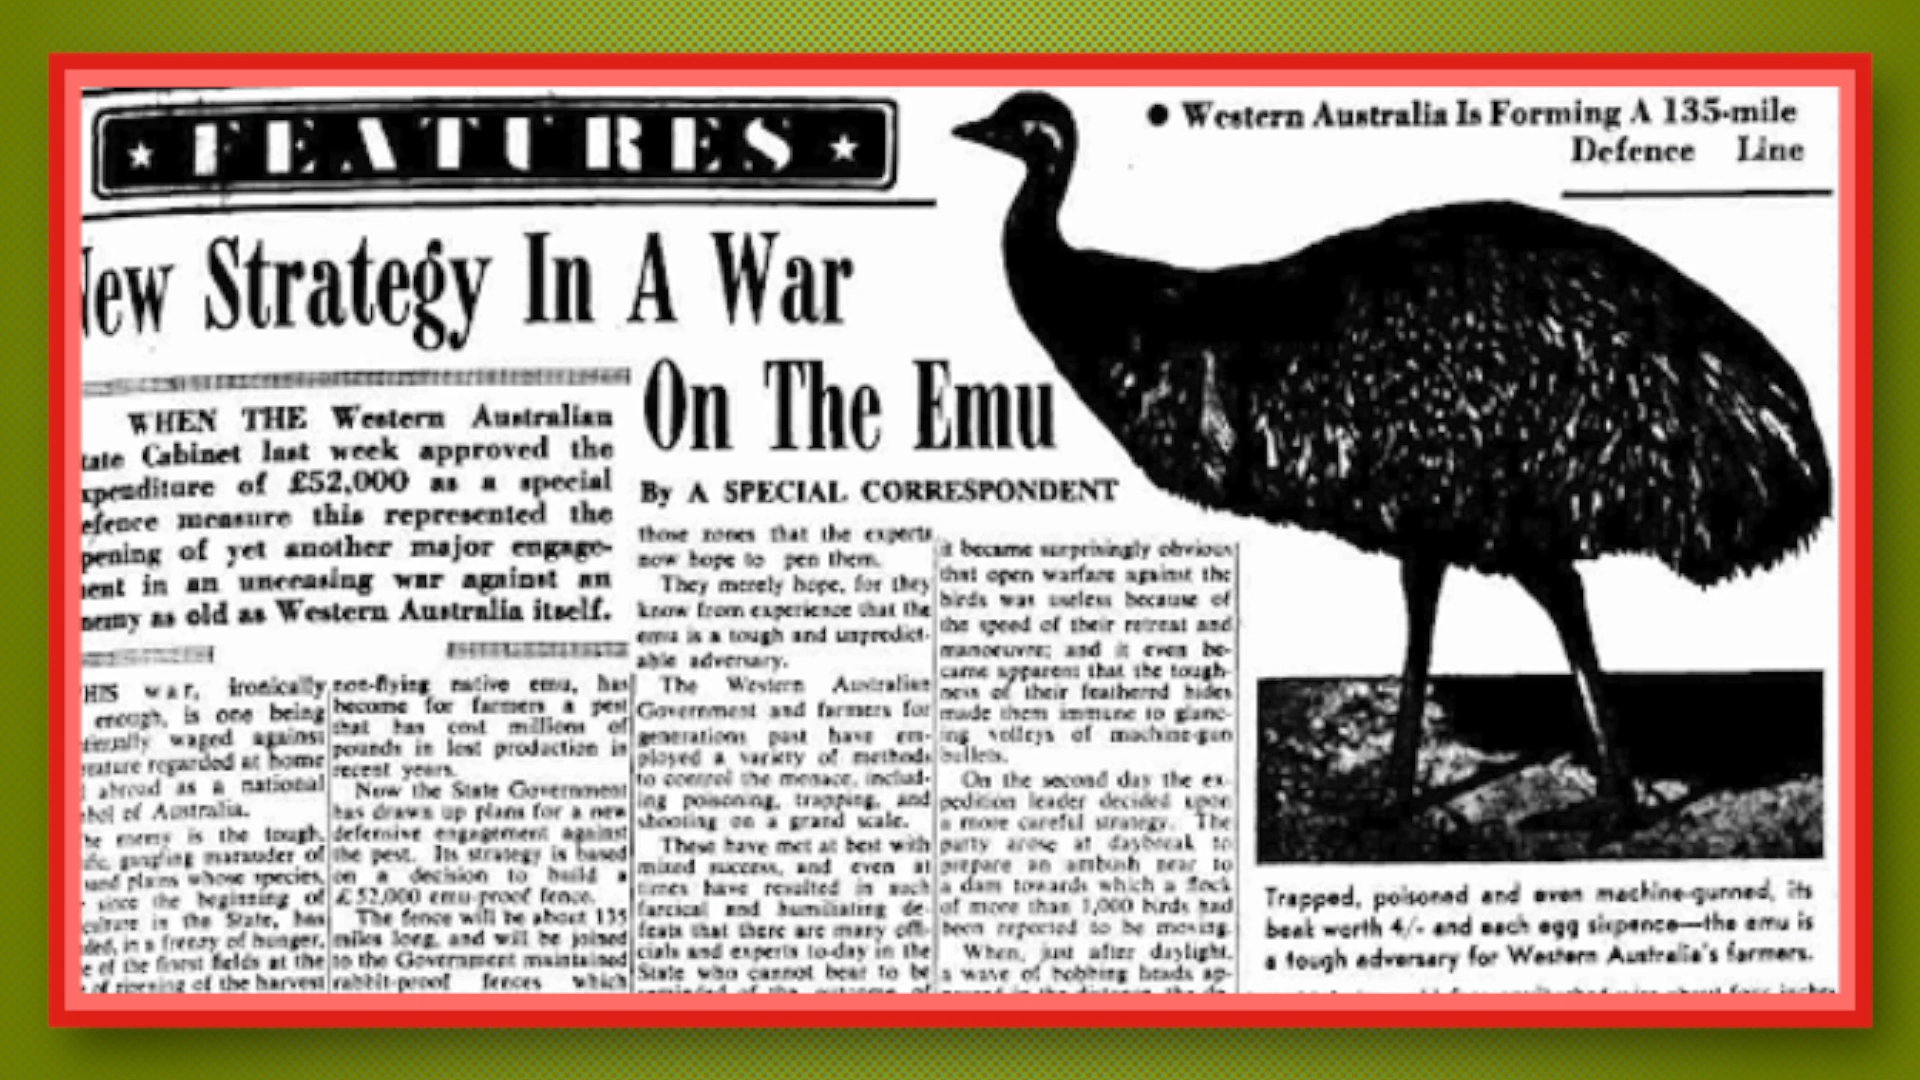 FEATURES
● Western Australia Is Forming A 135-mile
Defence Line
New Strategy In A War
On The Emu
By A SPECIAL CORRESPONDENT
WHEN THE Western Australian
tate Cabinet last week approved the
xpenditure of £52,000 as a special
efence measure this represented the
pening of yet another major engage-
ent in an unceasing war against an
nemy as old as Western Australia itself.
HIS war, ironically
enough, is one being
waged against
eature regarded at home
abroad as a national
bol of Australia.
he enemy is the tough,
gangling marauder of
and plains whose species,
since the beginning of
culture in the State, has
ded, in a frenzy of hunger,
e of the finest fields at the
of ripening of the harvest
non-flying native emu, has
become for farmers a pest
that has cost millions of
pounds in lost production in
recent years.
Now the State Government
has drawn up plans for a new
defensive engagement against
the pest. Its strategy is based
on a decision to build a
£52,000 emu-proof fence.
The fence will be about 135
miles long, and will be joined
to the Government maintained
rabbit-proof fences which
those zones that the experts
now hope to pen them.
They merely hope, for they
know from experience that the
emu is a tough and unpredict-
able adversary.
The Western Australian
Government and farmers for
generations past have em-
ployed a variety of methods
to control the menace, includ-
ing poisoning, trapping, and
shooting on a grand scale.
These have met at best with
mixed success, and even at
times have resulted in such
farcical and humiliating de-
feats that there are many offi-
cials and experts to-day in the
State who cannot bear to be
reminded of the outcome of
it became surprisingly obvious
that open warfare against the
birds was useless because of
the speed of their retreat and
manoeuvre; and it even be-
came apparent that the tough-
ness of their feathered hides
made them immune to glanc-
ing volleys of machine-gun
bullets.
On the second day the ex-
pedition leader decided upon
a more careful strategy. The
party arose at daybreak to
prepare an ambush near to
a dam towards which a flock
of more than 1,000 birds had
been reported to be moving.
When, just after daylight,
a wave of bobbing heads ap-
Trapped, poisoned and even machine-gunned, its
beak worth 4/- and each egg sixpence—the emu is
a tough adversary for Western Australia's farmers.